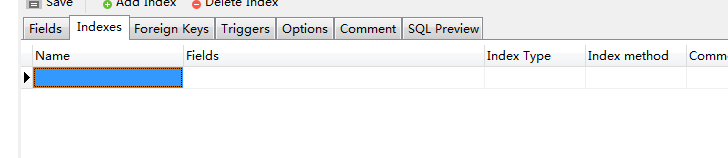 Save Add Index Delete Index
Fields Indexes Foreign Keys Triggers Options Comment SQL Preview
Name Fields Index Type Index method